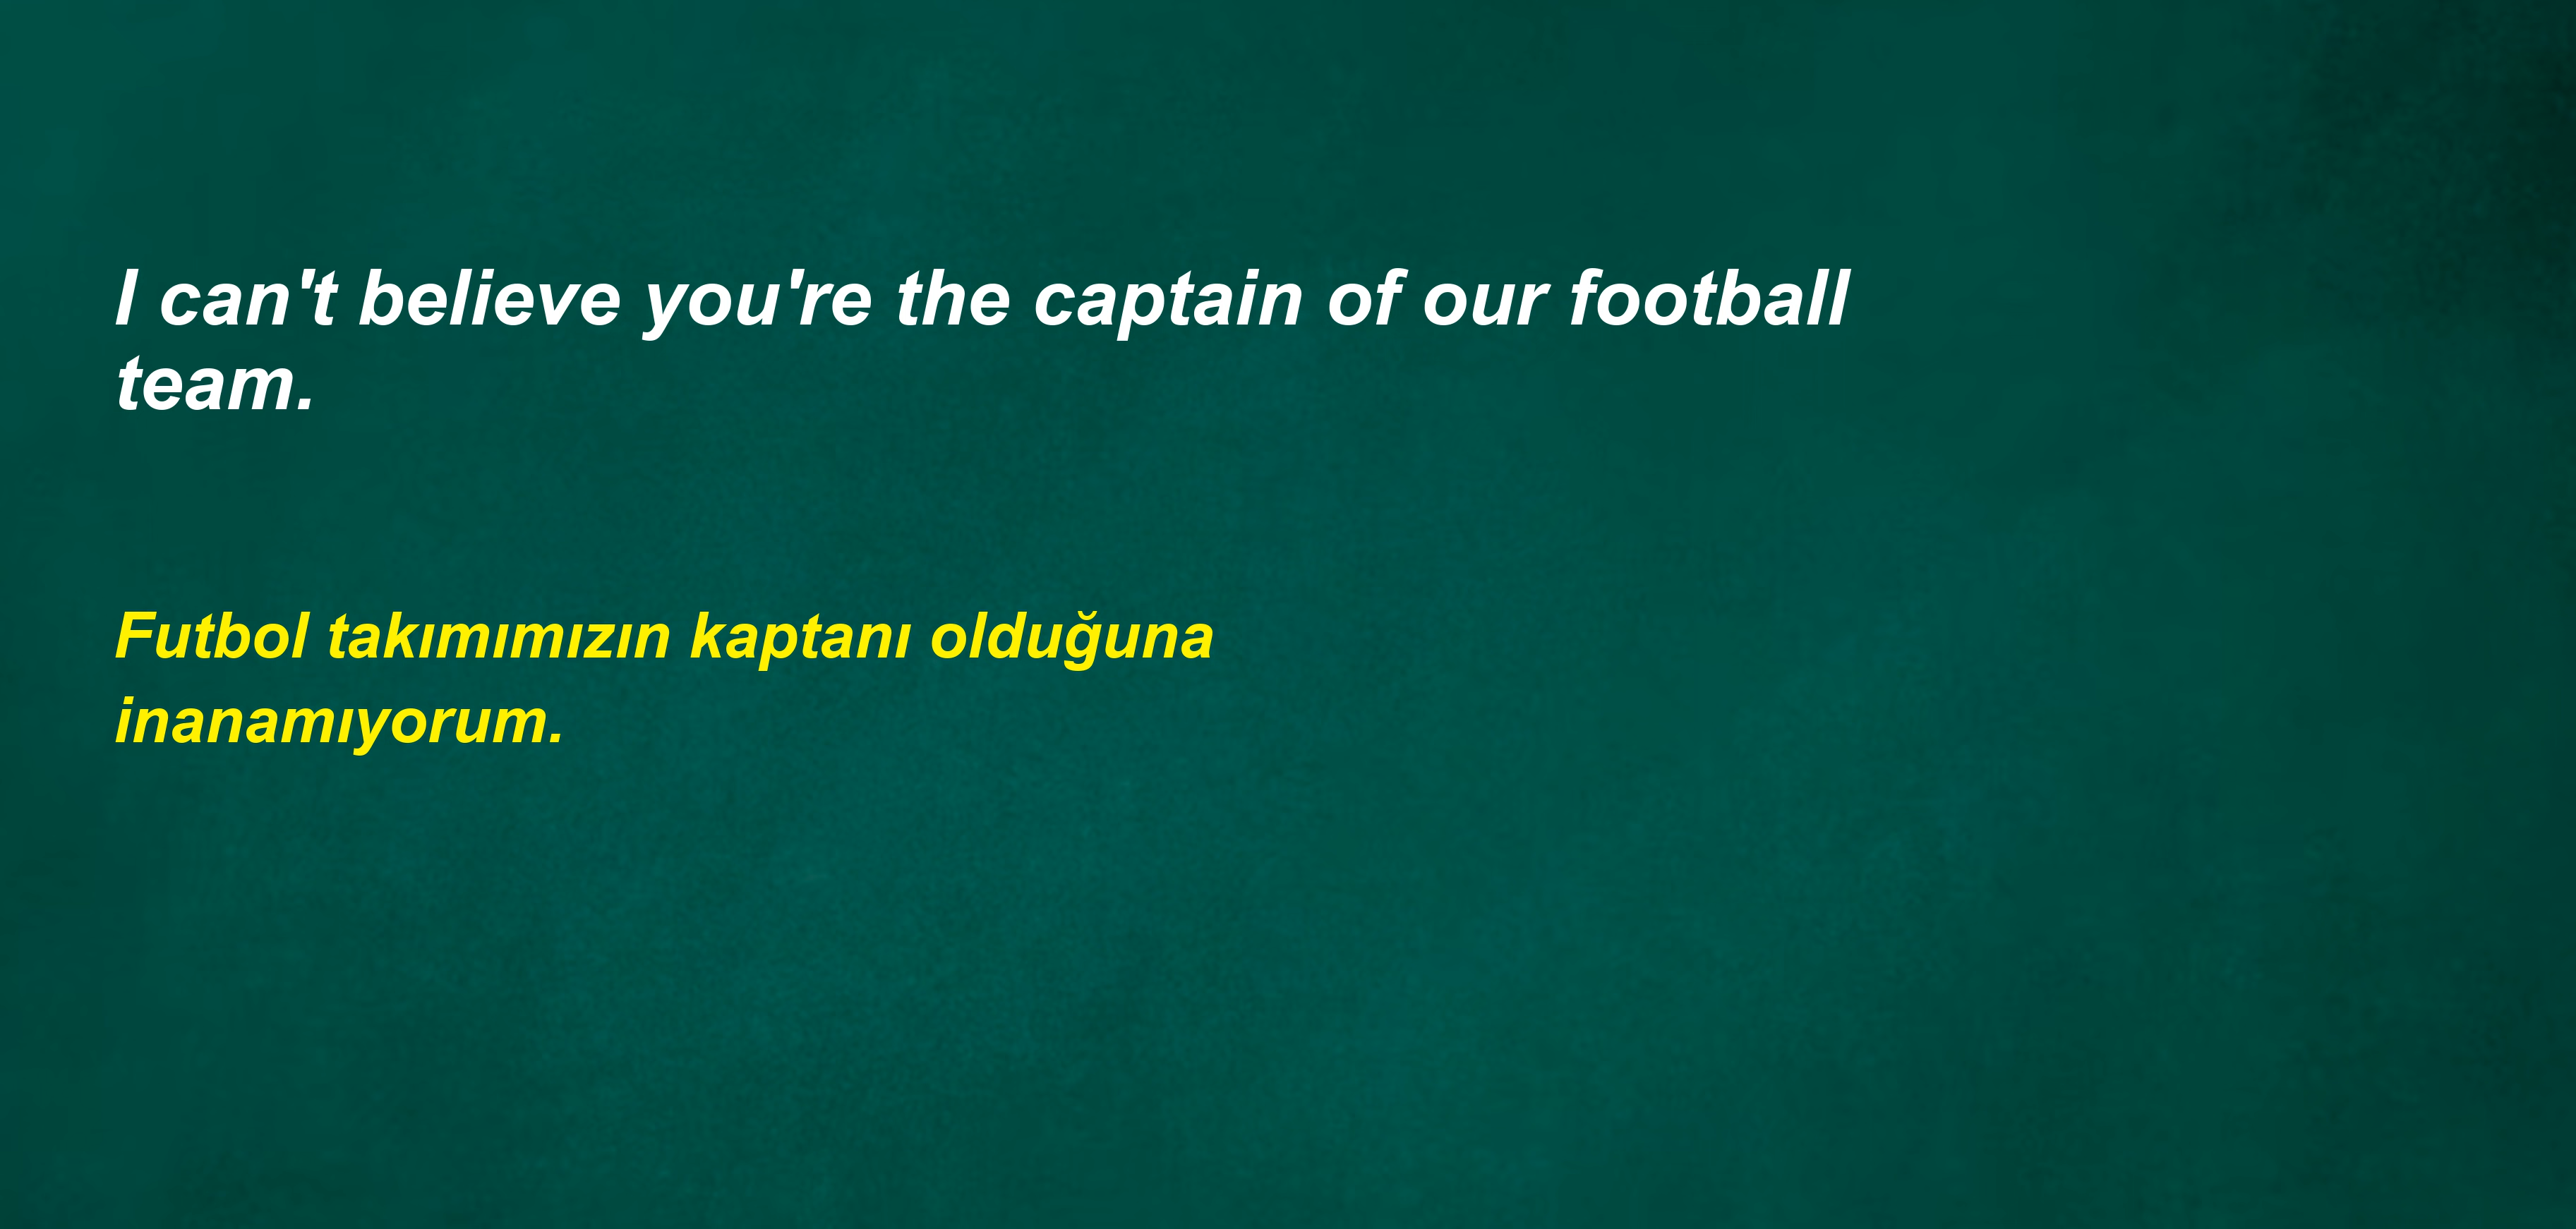 I can't believe you're the captain of our football
team.
Futbol takımımızın kaptanı olduğuna
inanamıyorum.